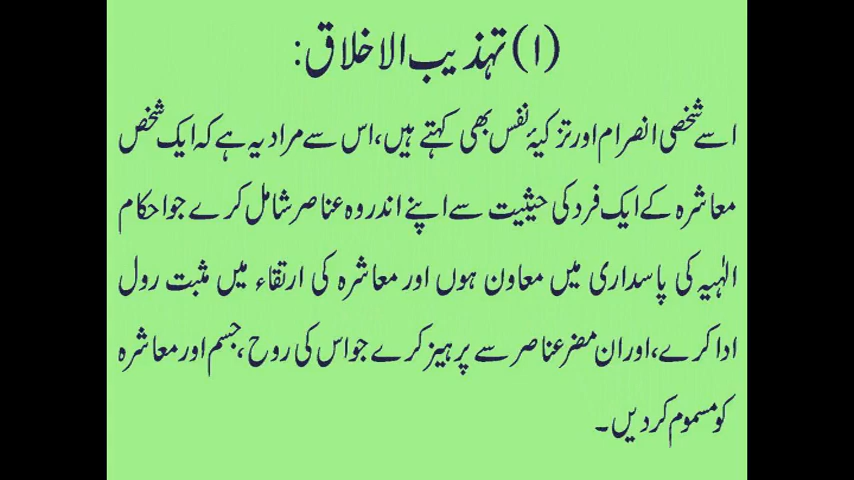 (۱) تہذیب الاخلاق:
اسے شخصی انصرام اور تزکیۂ نفس بھی کہتے ہیں، اس سے مراد یہ ہے کہ ایک شخص
معاشرہ کے ایک فرد کی حیثیت سے اپنے اندر وہ عناصر شامل کرے جو احکام
الٰہیہ کی پاسداری میں معاون ہوں اور معاشرہ کی ارتقاء میں مثبت رول
ادا کرے، اور ان مضر عناصر سے پرہیز کرے جو اس کی روح، جسم اور معاشرہ
کو مسموم کر دیں۔